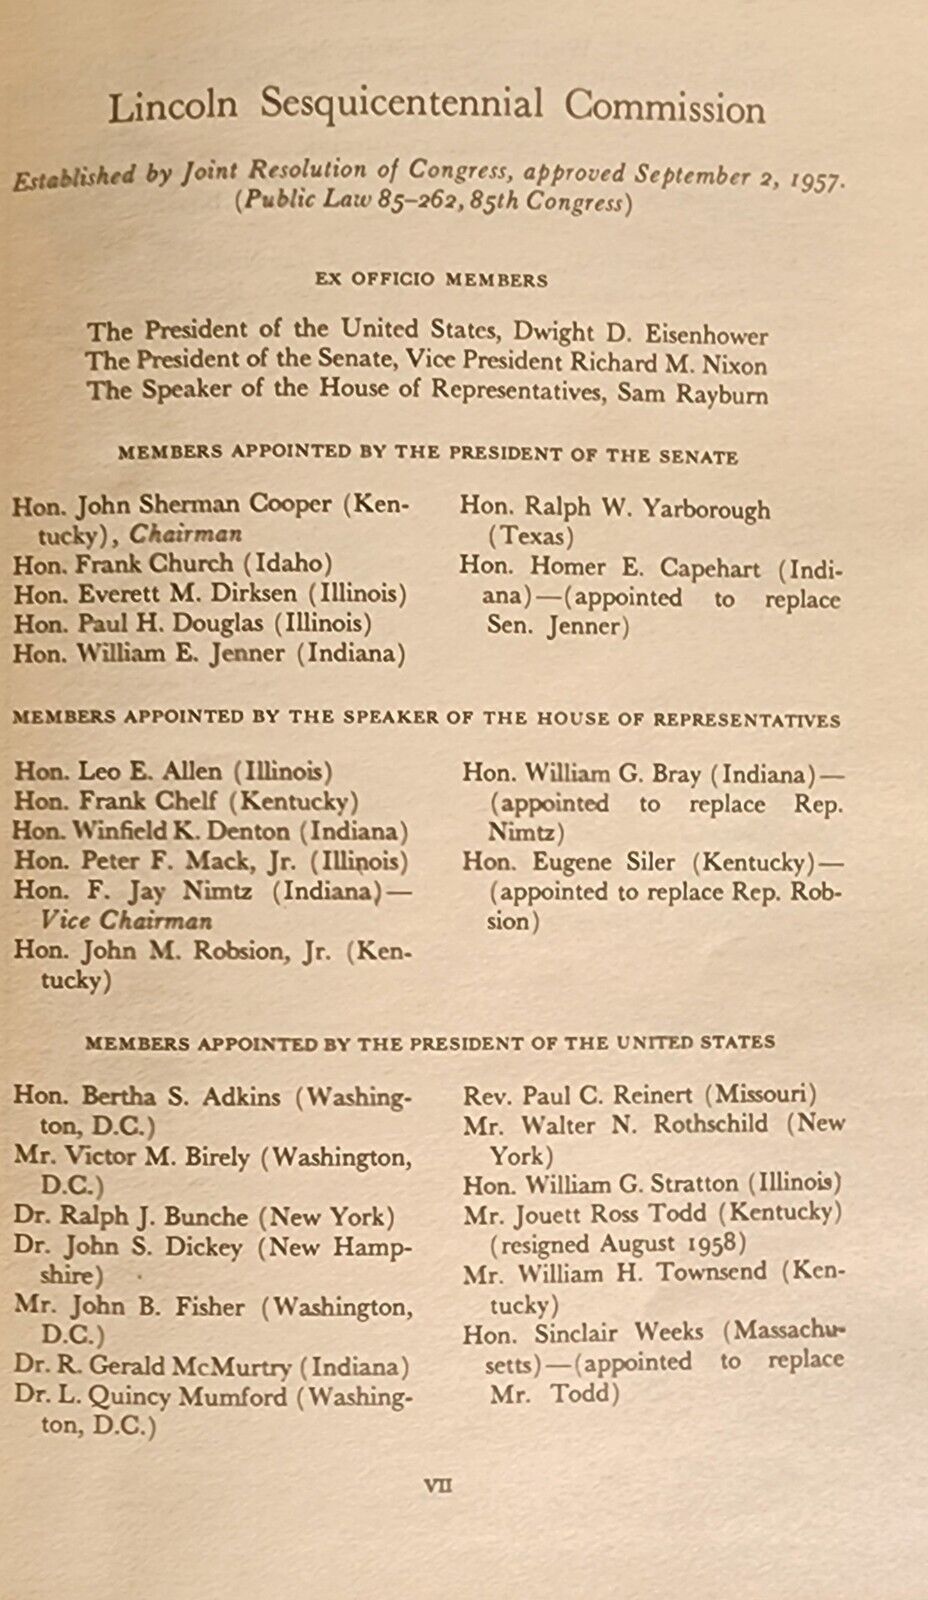 Lincoln Sesquicentennial Commission
Established by Joint Resolution of Congress, approved September 2, 1957.
(Public Law 85-262, 85th Congress)
EX OFFICIO MEMBERS
The President of the United States, Dwight D. Eisenhower
The President of the Senate, Vice President Richard M. Nixon
The Speaker of the House of Representatives, Sam Rayburn
MEMBERS APPOINTED BY THE PRESIDENT OF THE SENATE
Hon. John Sherman Cooper (Ken-
tucky), Chairman
Hon. Frank Church (Idaho)
Hon. Everett M. Dirksen (Illinois)
Hon. Paul H. Douglas (Illinois)
Hon. William E. Jenner (Indiana)
Hon. Ralph W. Yarborough
(Texas)
Hon. Homer E. Capehart (Indi-
ana)—(appointed to replace
Sen. Jenner)
MEMBERS APPOINTED BY THE SPEAKER OF THE HOUSE OF REPRESENTATIVES
Hon. Leo E. Allen (Illinois)
Hon. Frank Chelf (Kentucky)
Hon. Winfield K. Denton (Indiana)
Hon. Peter F. Mack, Jr. (Illinois)
Hon. F. Jay Nimtz (Indiana)—
Vice Chairman
Hon. John M. Robsion, Jr. (Ken-
tucky)
Hon. William G. Bray (Indiana)—
(appointed to replace Rep.
Nimtz)
Hon. Eugene Siler (Kentucky)—
(appointed to replace Rep. Rob-
sion)
MEMBERS APPOINTED BY THE PRESIDENT OF THE UNITED STATES
Hon. Bertha S. Adkins (Washing-
ton, D.C.)
Mr. Victor M. Birely (Washington,
D.C.)
Dr. Ralph J. Bunche (New York)
Dr. John S. Dickey (New Hamp-
shire)
Mr. John B. Fisher (Washington,
D.C.)
Dr. R. Gerald McMurtry (Indiana)
Dr. L. Quincy Mumford (Washing-
ton, D.C.)
Rev. Paul C. Reinert (Missouri)
Mr. Walter N. Rothschild (New
York)
Hon. William G. Stratton (Illinois)
Mr. Jouett Ross Todd (Kentucky)
(resigned August 1958)
Mr. William H. Townsend (Ken-
tucky)
Hon. Sinclair Weeks (Massachu-
setts)—(appointed to replace
Mr. Todd)
VII